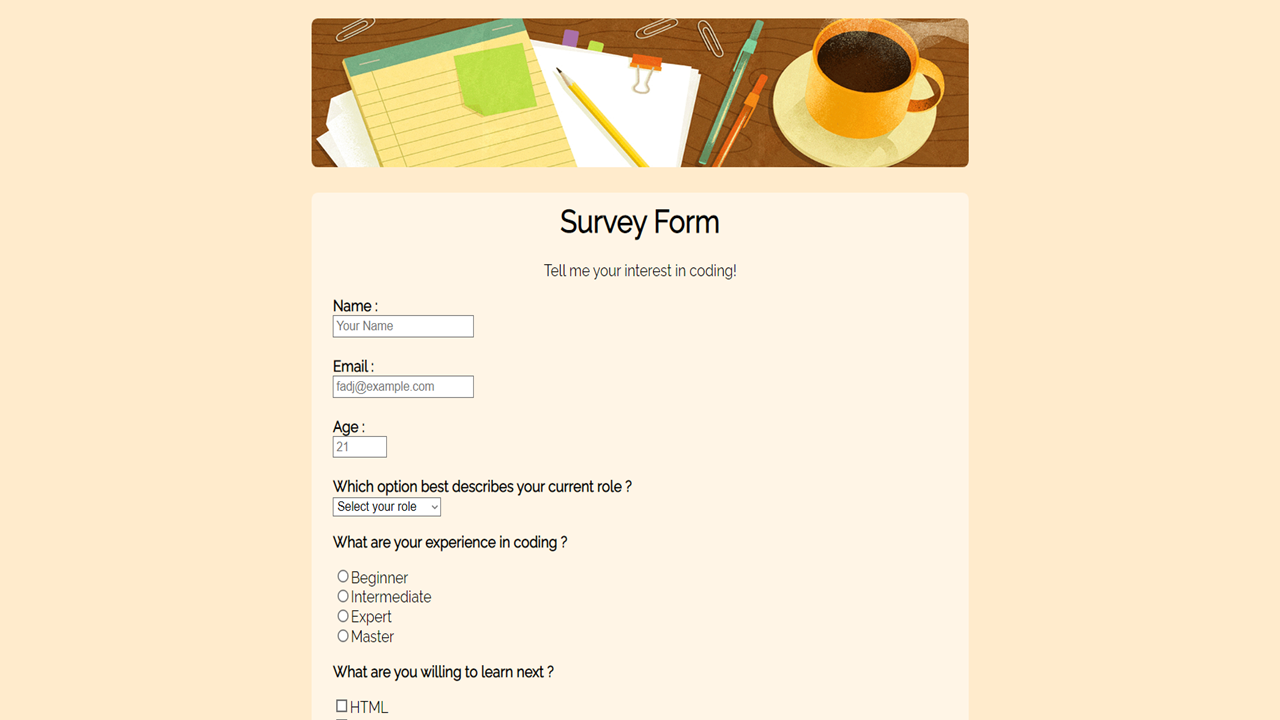 Survey Form
Tell me your interest in coding!
Name :
Your Name
Email :
fadj@example.com
Age :
21
Which option best describes your current role ?
Select your role
What are your experience in coding ?
Beginner
Intermediate
Expert
Master
What are you willing to learn next ?
HTML